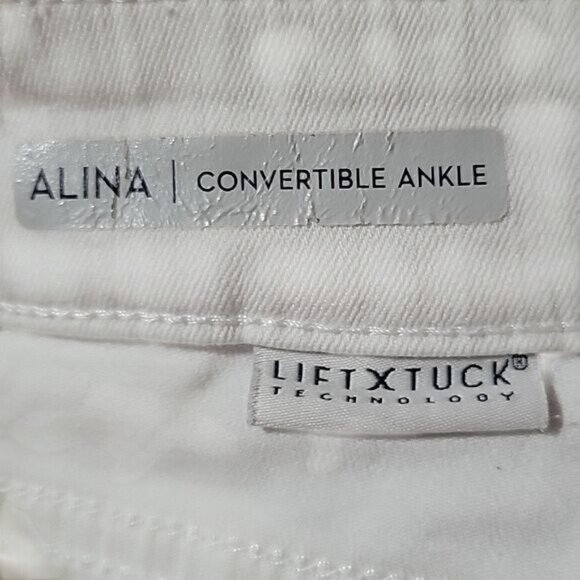 ALINA | CONVERTIBLE ANKLE
LIFTXTUCK®
TECHNOLOGY